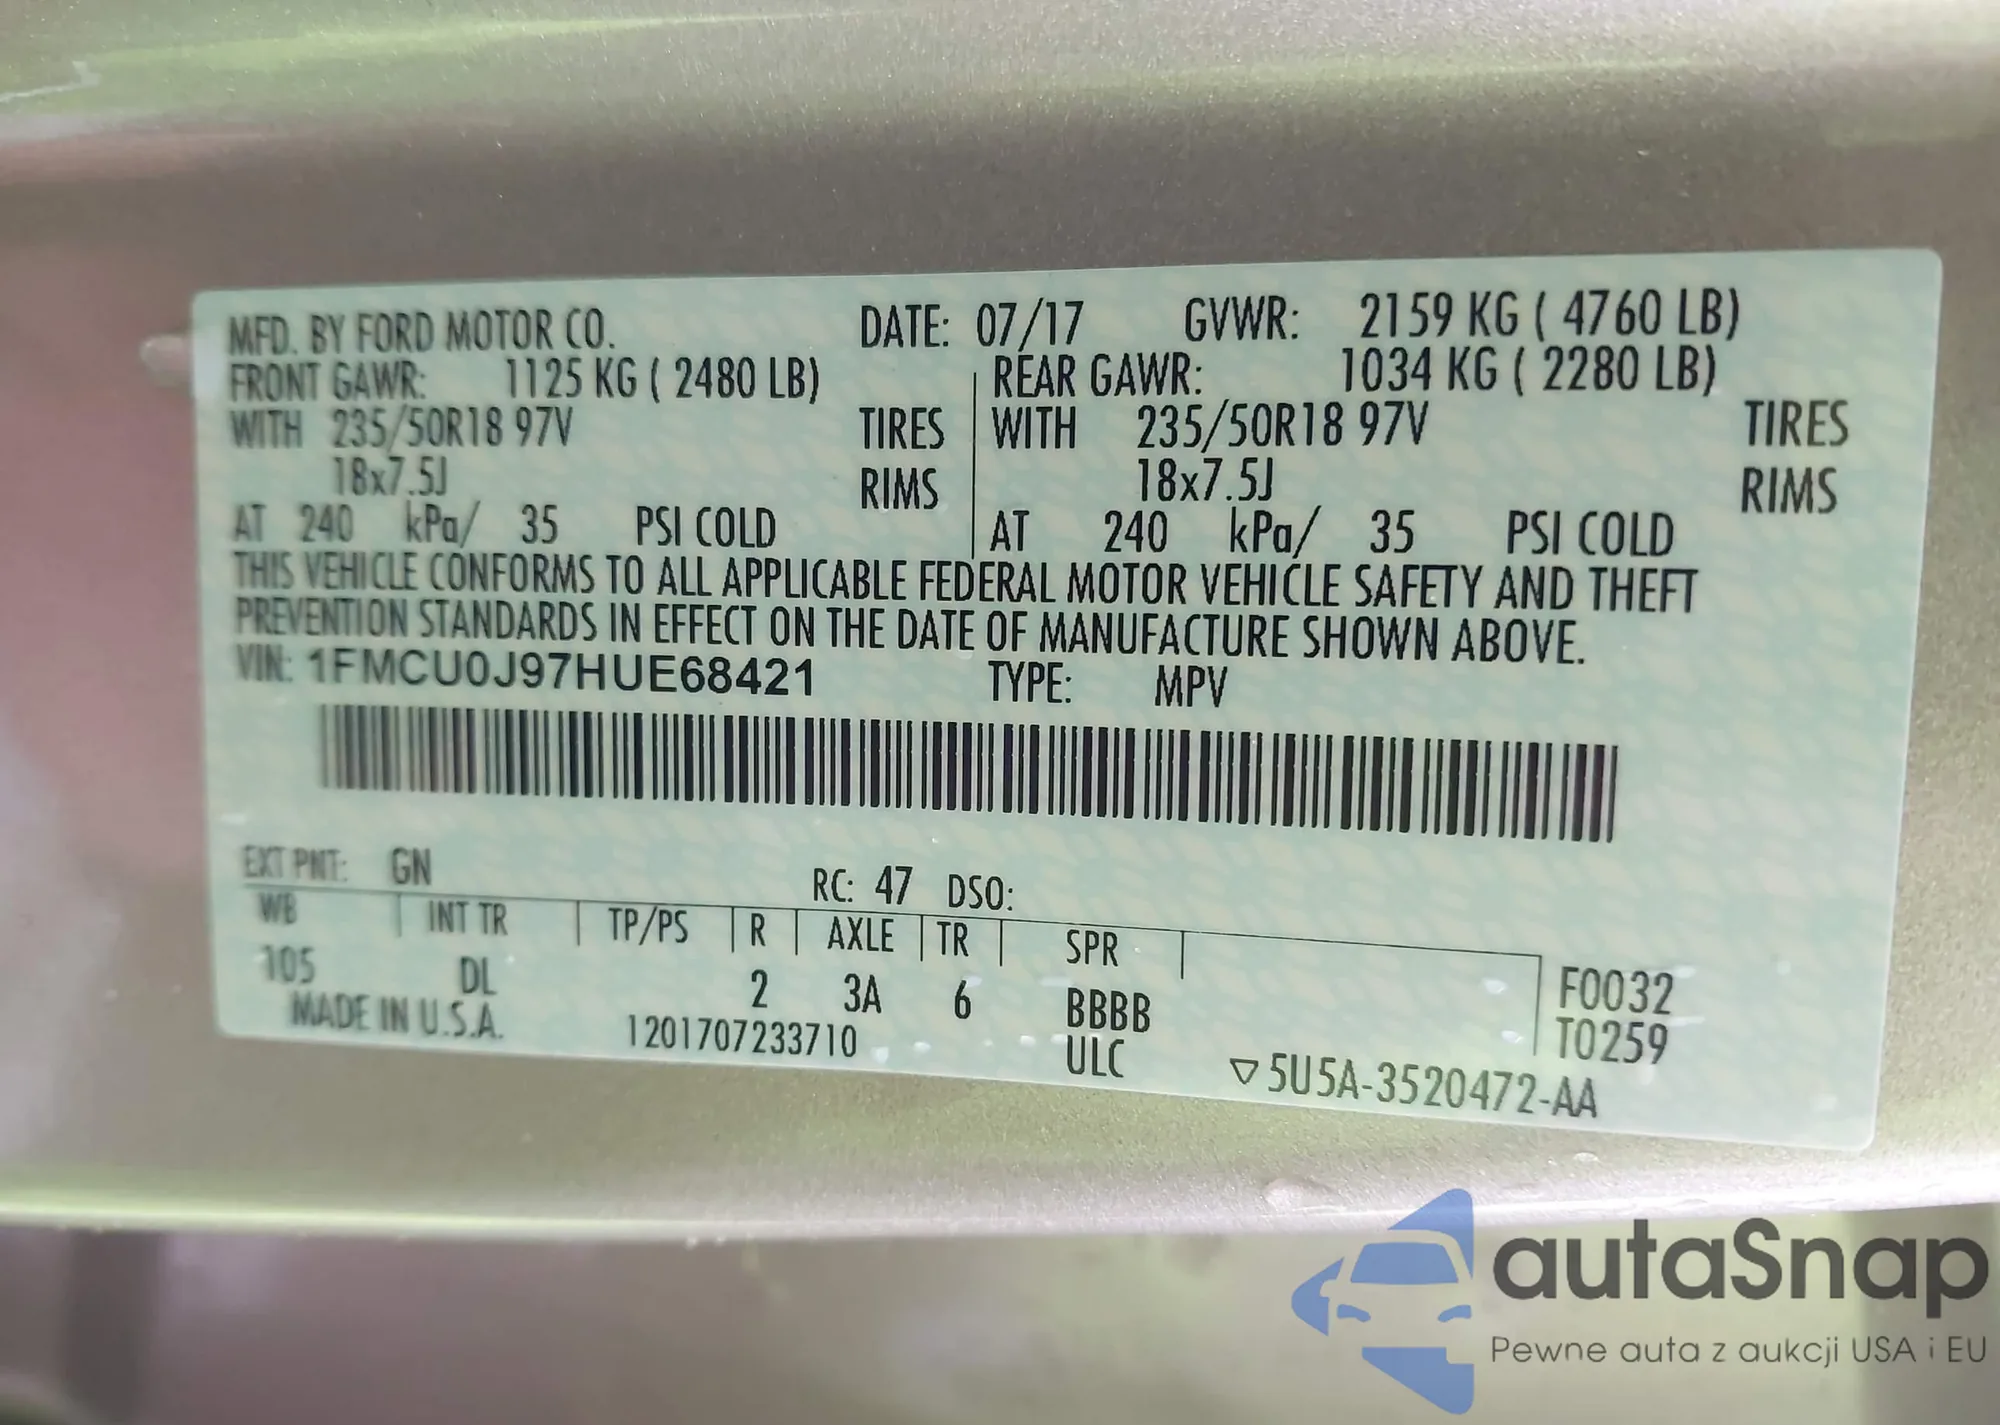 MFD. BY FORD MOTOR CO. DATE: 07/17 GVWR: 2159 KG ( 4760 LB)
FRONT GAWR: 1125 KG ( 2480 LB) REAR GAWR: 1034 KG ( 2280 LB)
WITH 235/50R18 97V TIRES WITH 235/50R18 97V TIRES
18x7.5J RIMS 18x7.5J RIMS
AT 240 kPa/ 35 PSI COLD AT 240 kPa/ 35 PSI COLD
THIS VEHICLE CONFORMS TO ALL APPLICABLE FEDERAL MOTOR VEHICLE SAFETY AND THEFT
PREVENTION STANDARDS IN EFFECT ON THE DATE OF MANUFACTURE SHOWN ABOVE.
VIN: 1FMCU0J97HUE68421 TYPE: MPV
EXT PNT: GN RC: 47 DSO:
WB INT TR TP/PS R AXLE TR SPR
105 DL 2 3A 6 BBBB F0032
MADE IN U.S.A. 1201707233710 ULC T0259
▽5U5A-3520472-AA
autaSnap
Pewne auta z aukcji USA i EU